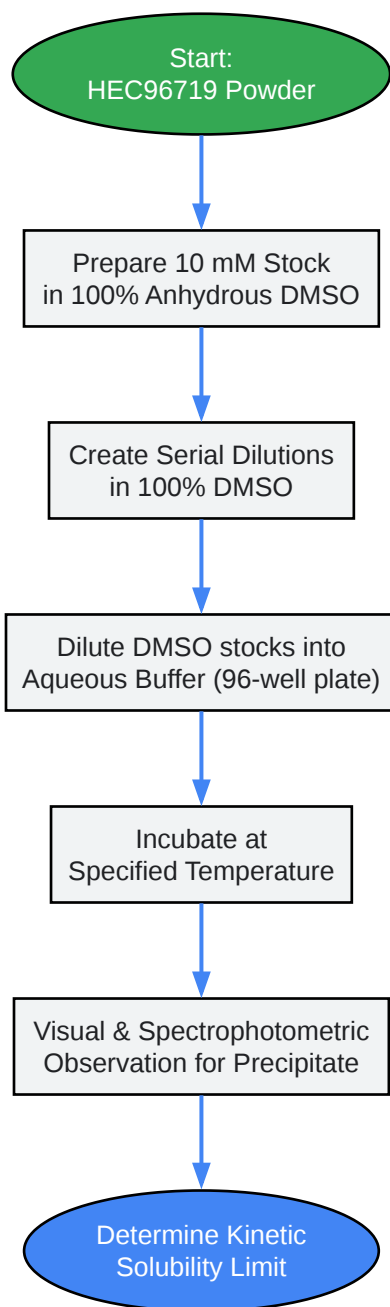 Start:
HEC96719 Powder
Prepare 10 mM Stock
in 100% Anhydrous DMSO
Create Serial Dilutions
in 100% DMSO
Dilute DMSO stocks into
Aqueous Buffer (96-well plate)
Incubate at
Specified Temperature
Visual & Spectrophotometric
Observation for Precipitate
Determine Kinetic
Solubility Limit